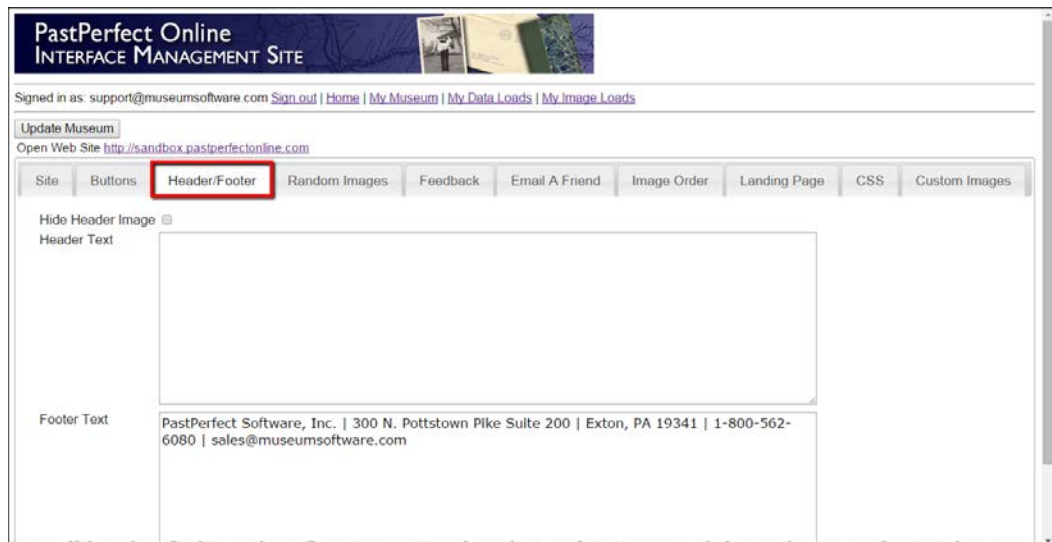 PastPerfect Online
INTERFACE MANAGEMENT SITE
Signed in as: support@museumsoftware.com Sign out | Home | My Museum | My Data Loads | My Image Loads
Update Museum
Open Web Site http://sandbox.pastperfectonline.com
Site Buttons Header/Footer Random Images Feedback Email A Friend Image Order Landing Page CSS Custom Images
Hide Header Image
Header Text
Footer Text
PastPerfect Software, Inc. | 300 N. Pottstown Pike Suite 200 | Exton, PA 19341 | 1-800-562-
6080 | sales@museumsoftware.com